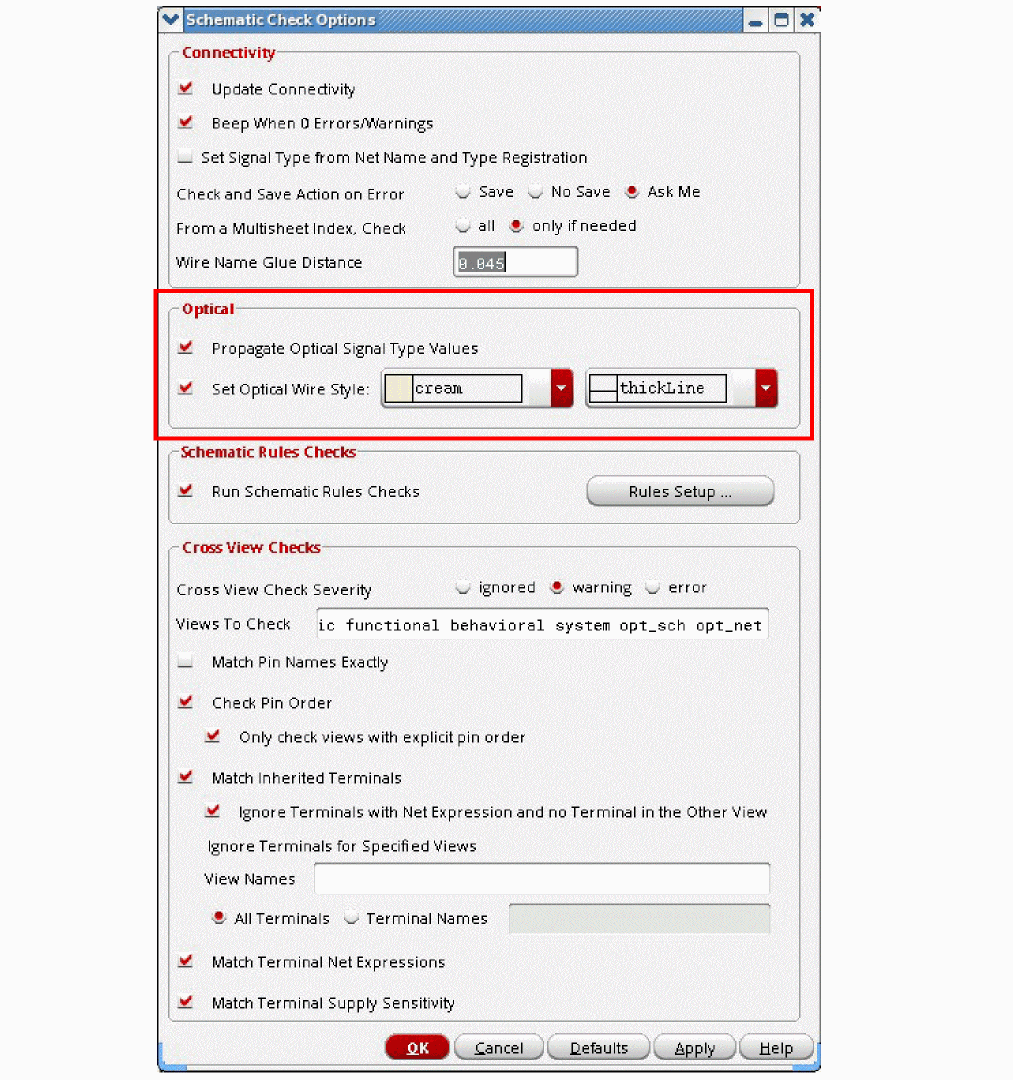 Schematic Check Options
Connectivity
Update Connectivity
Beep When 0 Errors/Warnings
Set Signal Type from Net Name and Type Registration
Check and Save Action on Error Save No Save Ask Me
From a Multisheet Index, Check all only if needed
Wire Name Glue Distance 0.045
Optical
Propagate Optical Signal Type Values
Set Optical Wire Style: cream thickLine
Schematic Rules Checks
Run Schematic Rules Checks Rules Setup ...
Cross View Checks
Cross View Check Severity ignored warning error
Views To Check ic functional behavioral system opt_sch opt_net
Match Pin Names Exactly
Check Pin Order
Only check views with explicit pin order
Match Inherited Terminals
Ignore Terminals with Net Expression and no Terminal in the Other View
Ignore Terminals for Specified Views
View Names
All Terminals Terminal Names
Match Terminal Net Expressions
Match Terminal Supply Sensitivity
OK Cancel Defaults Apply Help